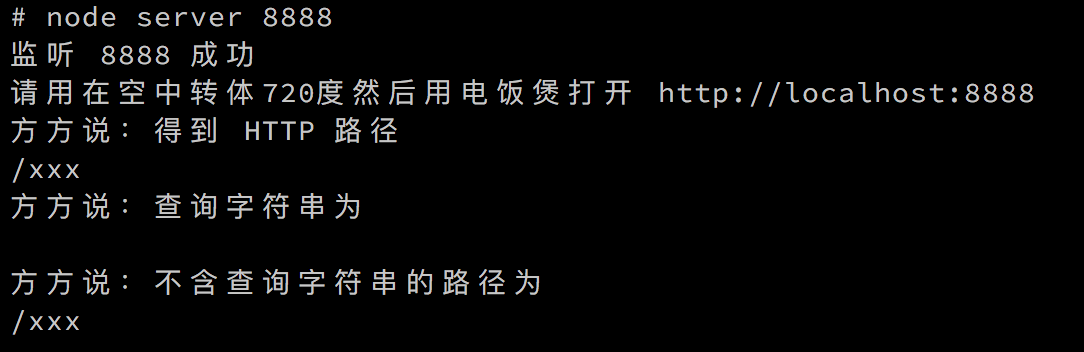 # node server 8888
监听 8888 成功
请用在空中转体720度然后用电饭煲打开 http://localhost:8888
方方说：得到 HTTP 路径
/xxx
方方说：查询字符串为
方方说：不含查询字符串的路径为
/xxx